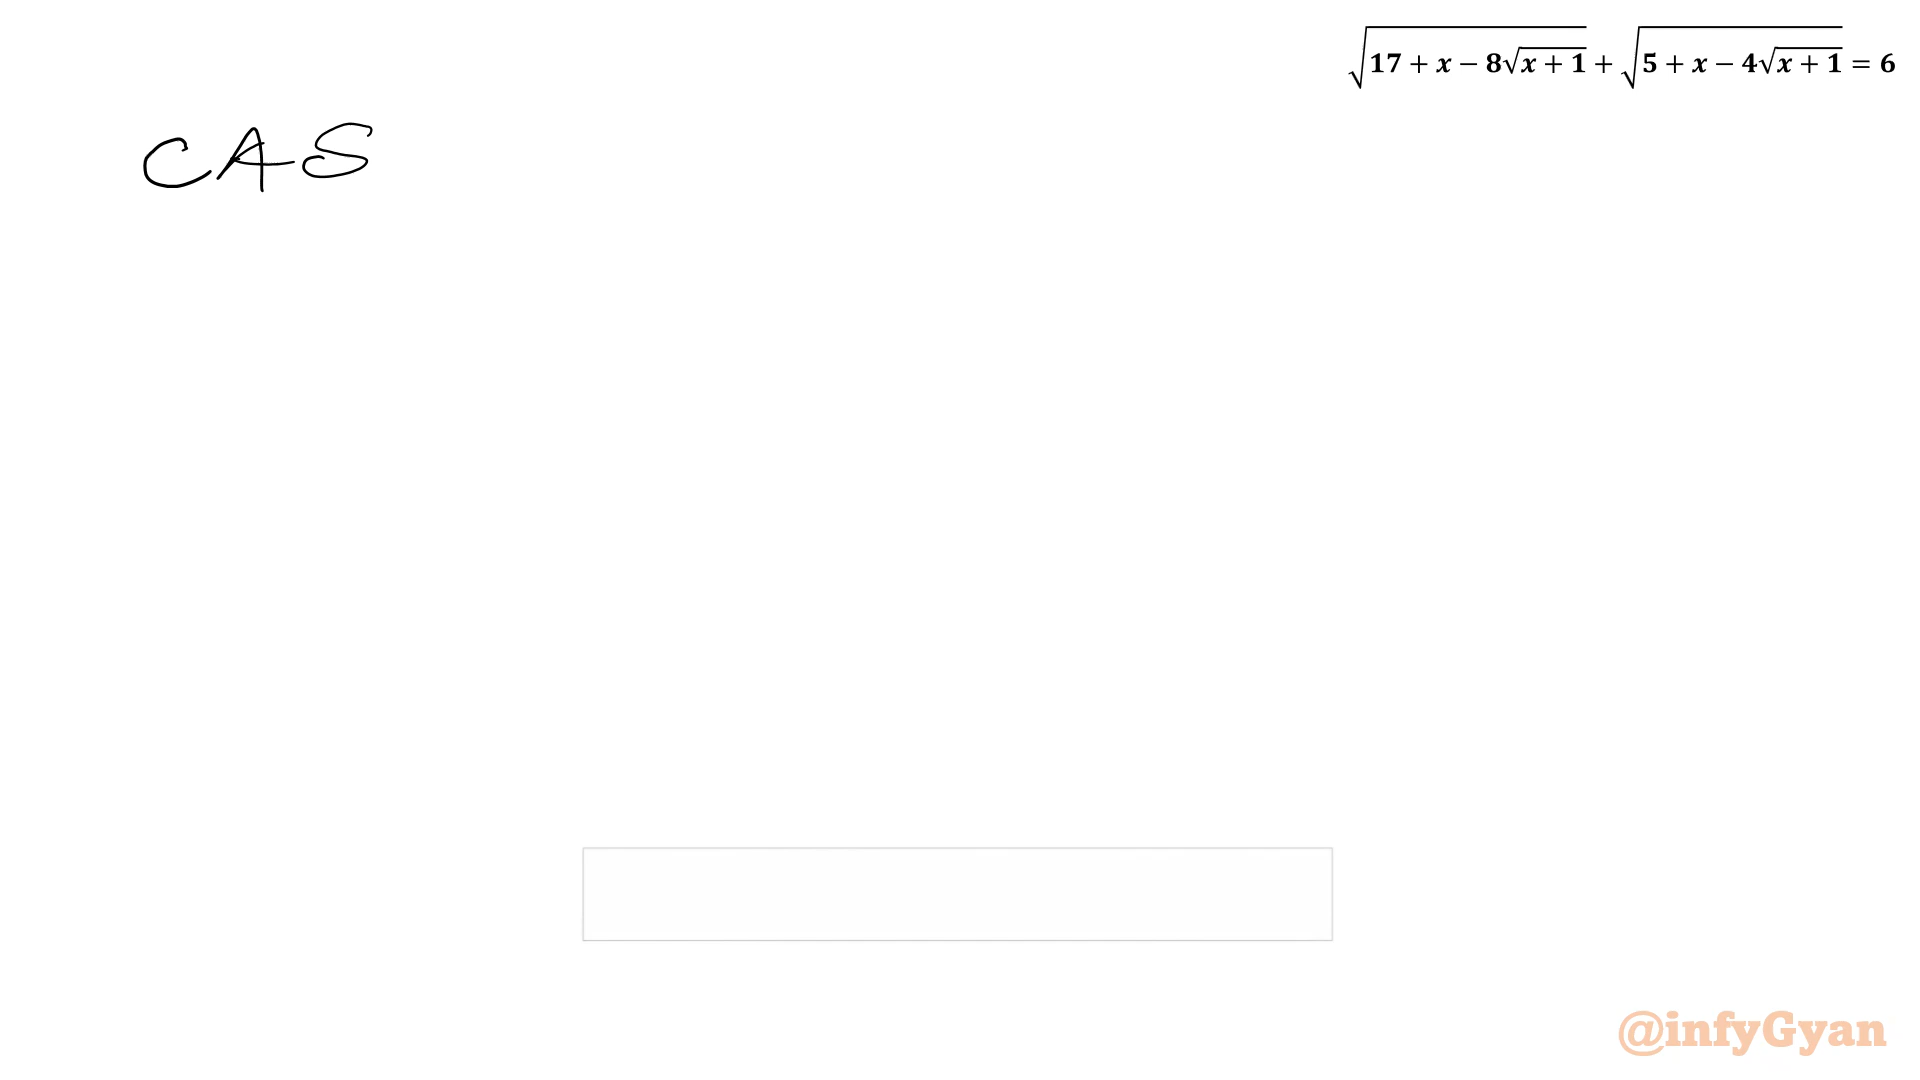 √(17 + x − 8√(x + 1)) + √(5 + x − 4√(x + 1)) = 6
CAS
@infyGyan